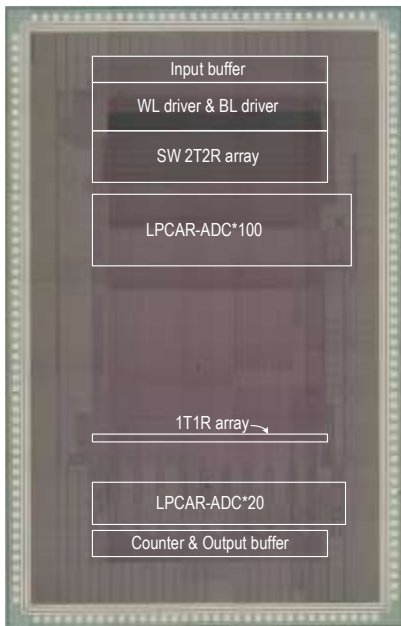 Input buffer
WL driver & BL driver
SW 2T2R array
LPCAR-ADC*100
1T1R array
LPCAR-ADC*20
Counter & Output buffer